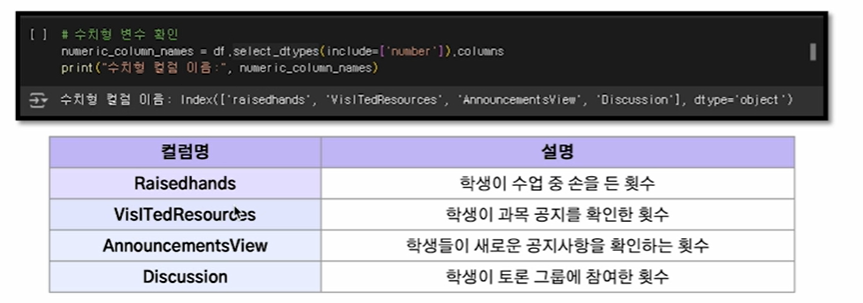 [ ] # 수치형 변수 확인
numeric_column_names = df.select_dtypes(include=['number']).columns
print("수치형 컬럼 이름:", numeric_column_names)
수치형 컬럼 이름: Index(['raisedhands', 'VisITedResources', 'AnnouncementsView', 'Discussion'], dtype='object')
컬럼명 설명
Raisedhands 학생이 수업 중 손을 든 횟수
VisITedResources 학생이 과목 공지를 확인한 횟수
AnnouncementsView 학생들이 새로운 공지사항을 확인하는 횟수
Discussion 학생이 토론 그룹에 참여한 횟수